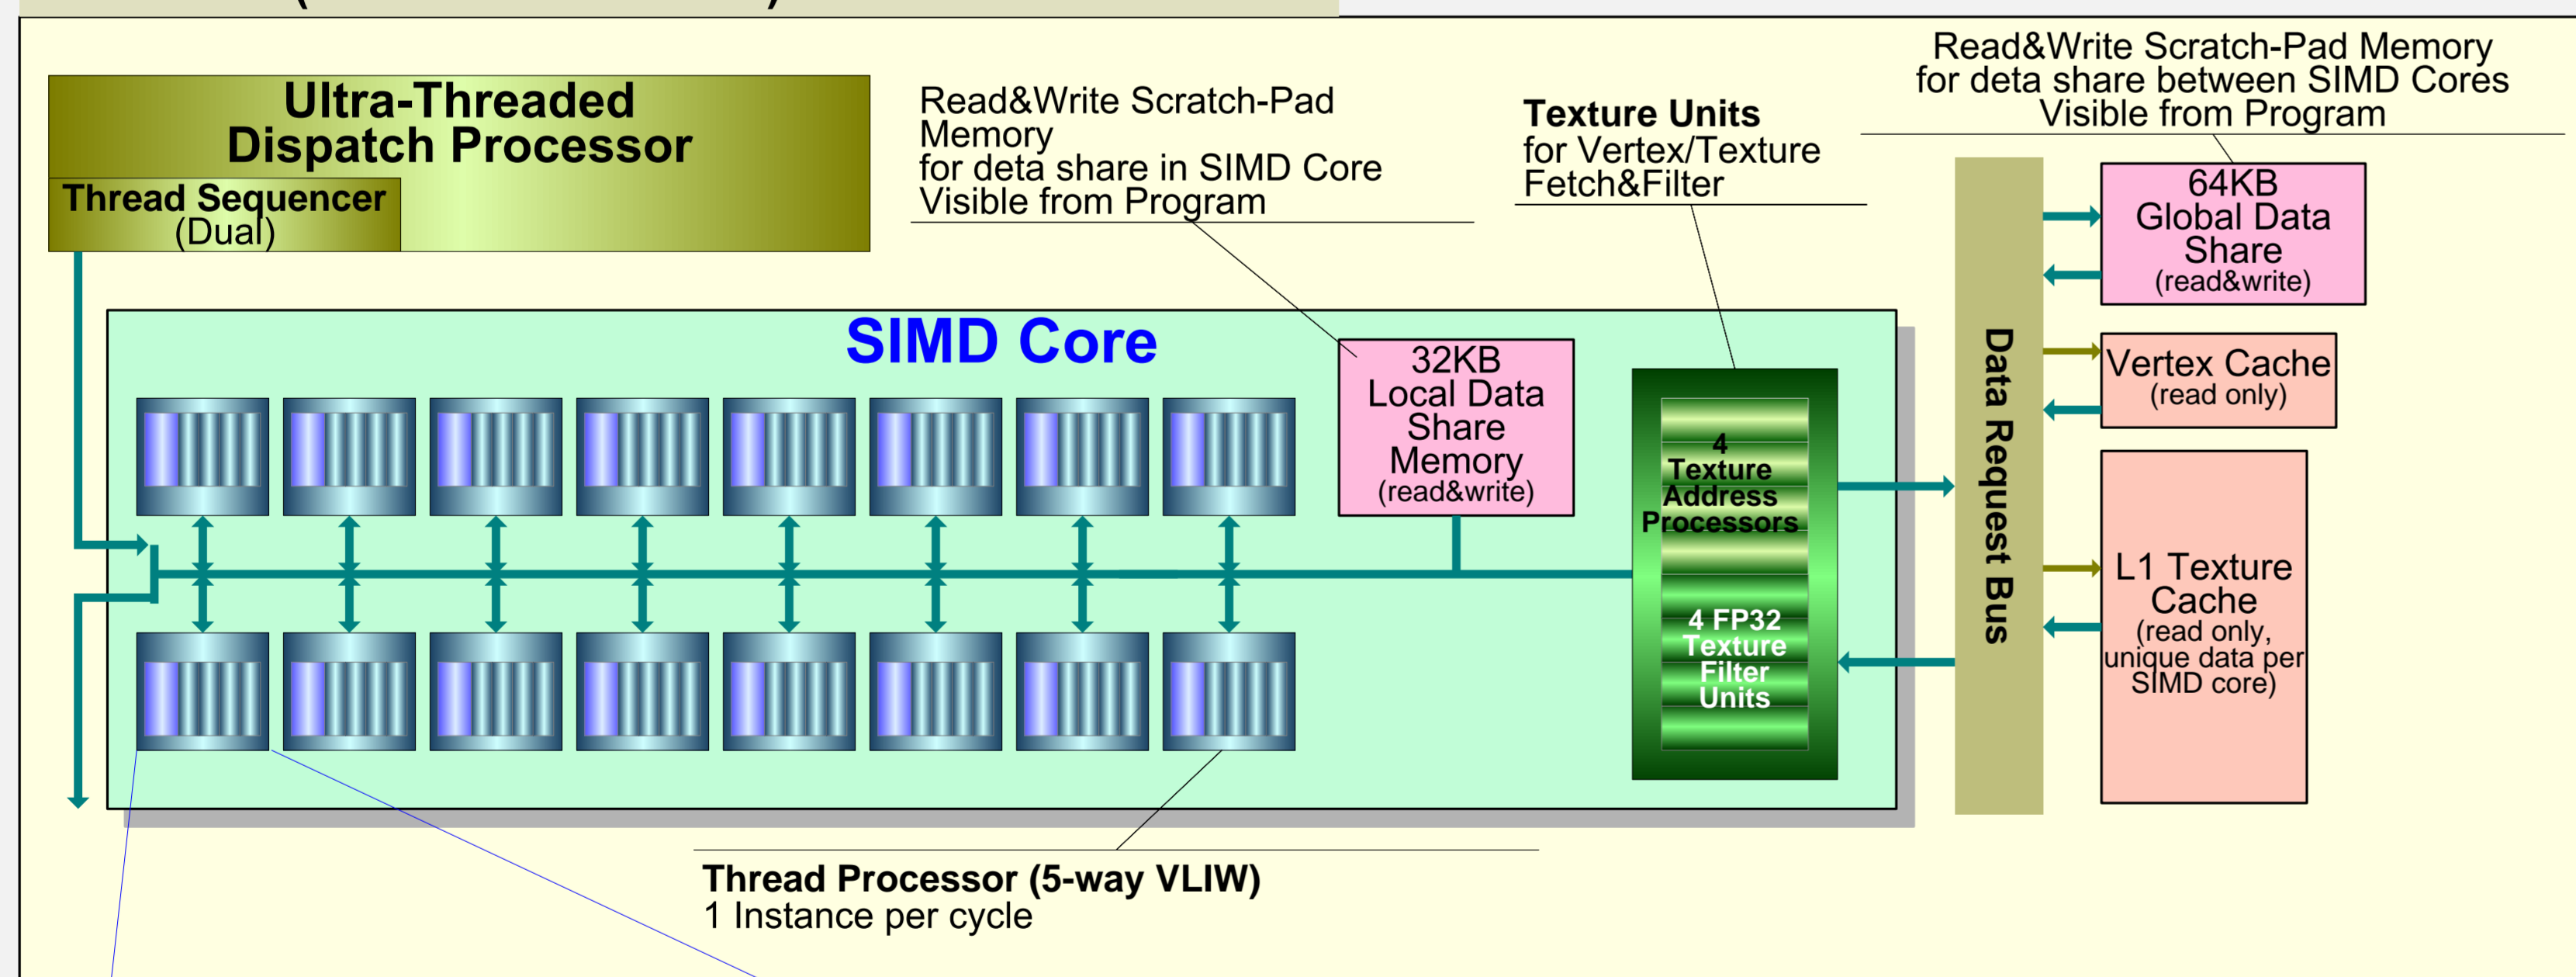 Ultra-Threaded
Dispatch Processor
Thread Sequencer
(Dual)
Read&Write Scratch-Pad
Memory
for deta share in SIMD Core
Visible from Program
Texture Units
for Vertex/Texture
Fetch&Filter
Read&Write Scratch-Pad Memory
for deta share between SIMD Cores
Visible from Program
64KB
Global Data
Share
(read&write)
SIMD Core
32KB
Local Data
Share
Memory
(read&write)
4
Texture
Address
Processors
4 FP32
Texture
Filter
Units
Data Request Bus
Vertex Cache
(read only)
L1 Texture
Cache
(read only,
unique data per
SIMD core)
Thread Processor (5-way VLIW)
1 Instance per cycle